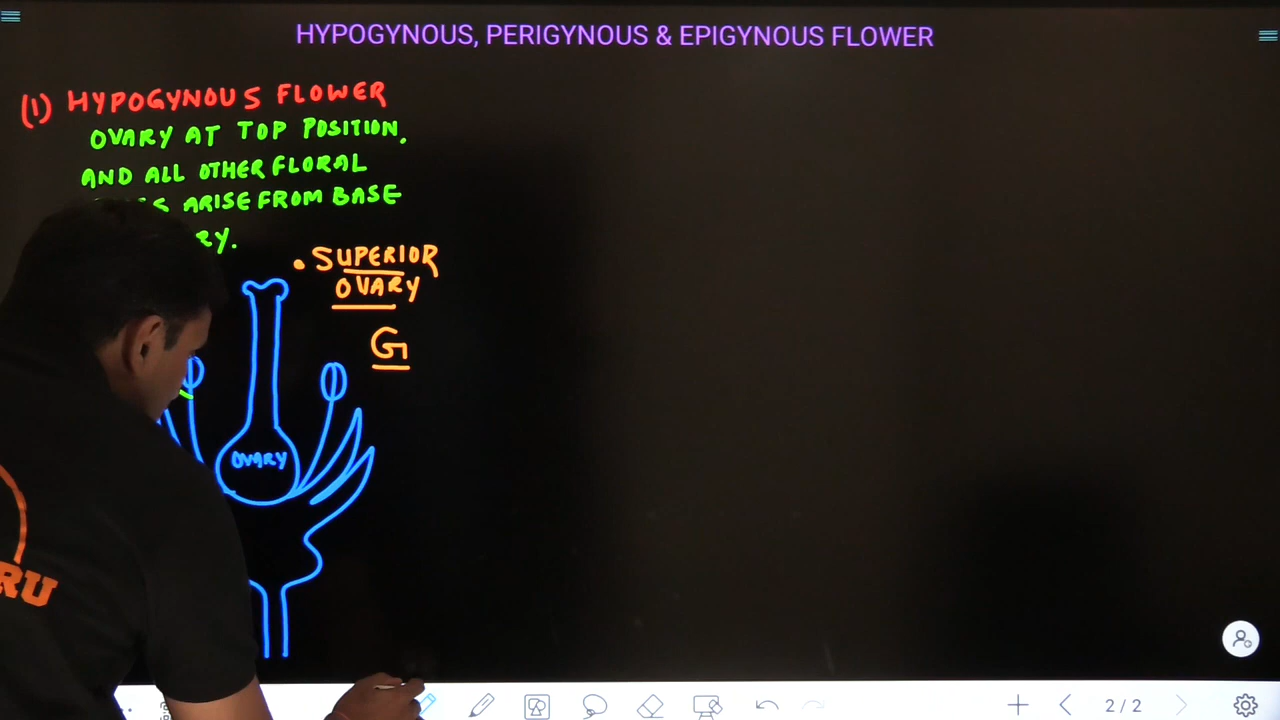 HYPOGYNOUS, PERIGYNOUS & EPIGYNOUS FLOWER
(1) HYPOGYNOUS FLOWER
OVARY AT TOP POSITION.
AND ALL OTHER FLORAL
ARISE FROM BASE
• SUPERIOR
OVARY
G
OVARY
RU
2 / 2